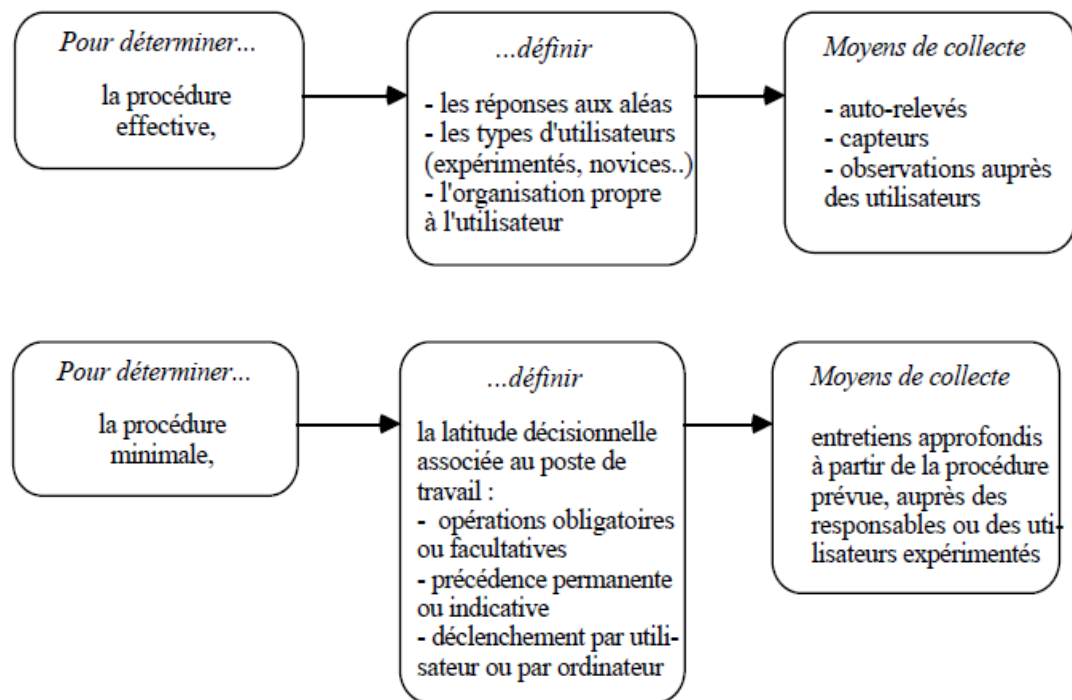 Pour déterminer...
la procédure
effective,
...définir
- les réponses aux aléas
- les types d'utilisateurs
(expérimentés, novices..)
- l'organisation propre
à l'utilisateur
Moyens de collecte
- auto-relevés
- capteurs
- observations auprès
des utilisateurs
Pour déterminer...
la procédure
minimale,
...définir
la latitude décisionnelle
associée au poste de
travail :
- opérations obligatoires
ou facultatives
- précédence permanente
ou indicative
- déclenchement par utili-
sateur ou par ordinateur
Moyens de collecte
entretiens approfondis
à partir de la procédure
prévue, auprès des
responsables ou des uti-
lisateurs expérimentés